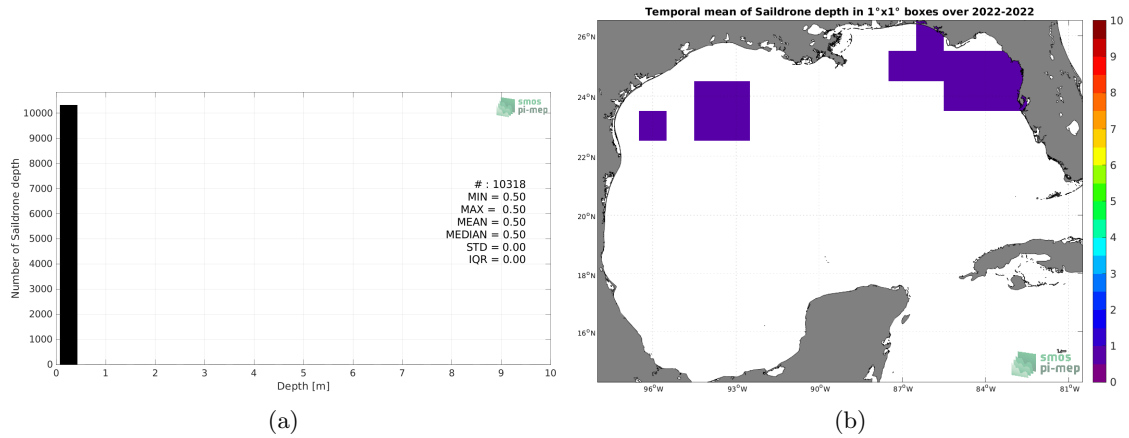 10000
9000
8000
7000
6000
5000
4000
3000
2000
1000
0
Number of Saildrone depth
smos
pi-mep
# : 10318
MIN = 0.50
MAX = 0.50
MEAN = 0.50
MEDIAN = 0.50
STD = 0.00
IQR = 0.00
0 1 2 3 4 5 6 7 8 9 10
Depth [m]
(a)
Temporal mean of Saildrone depth in 1°x1° boxes over 2022-2022
26°N
24°N
22°N
20°N
18°N
16°N
96°W 93°W 90°W 87°W 84°W 81°W
smos
pi-mep
10
9
8
7
6
5
4
3
2
1
0
(b)